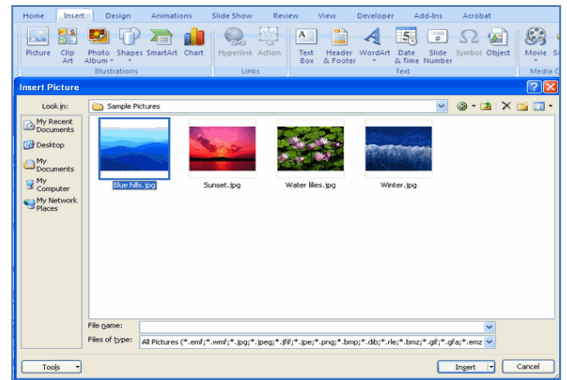 Home Insert Design Animations Slide Show Review View Developer Add-Ins Acrobat
Picture Clip Art Photo Album Shapes SmartArt Chart Hyperlink Action Text Box Header & Footer WordArt Date & Time Slide Number Symbol Object Movie
Illustrations Links Text Media
Insert Picture
Look in: Sample Pictures
My Recent Documents
Desktop
My Documents
My Computer
My Network Places
Blue hills.jpg Sunset.jpg Water lilies.jpg Winter.jpg
File name:
Files of type: All Pictures (*.emf;*.wmf;*.jpg;*.jpeg;*.jfif;*.jpe;*.png;*.bmp;*.dib;*.rle;*.bmz;*.gif;*.gfa;*.emz
Tools Insert Cancel